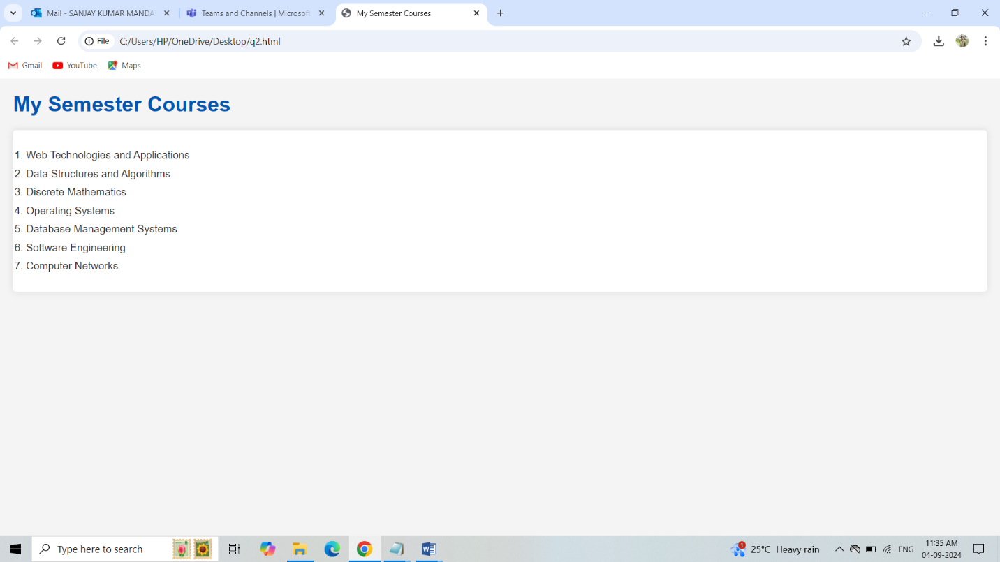 Mail - SANJAY KUMAR MANDA
Teams and Channels | Microsoft
My Semester Courses
File
C:/Users/HP/OneDrive/Desktop/q2.html
Gmail
YouTube
Maps
My Semester Courses
1. Web Technologies and Applications
2. Data Structures and Algorithms
3. Discrete Mathematics
4. Operating Systems
5. Database Management Systems
6. Software Engineering
7. Computer Networks
Type here to search
1
25°C Heavy rain
ENG
11:35 AM
04-09-2024